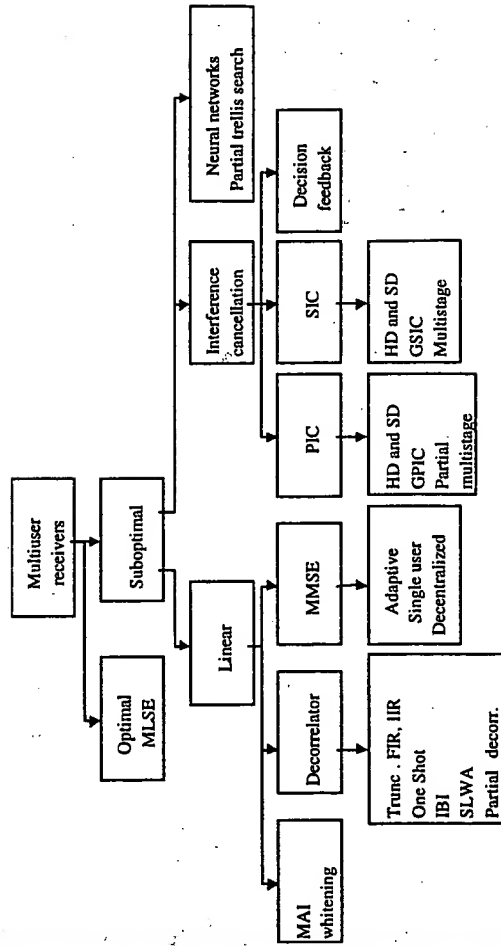 Multiuser
receivers
Optimal
MLSE
Suboptimal
Linear
Interference
cancellation
Neural networks
Partial trellis search
MAI
whitening
Decorrelator
MMSE
PIC
SIC
Decision
feedback
Trunc . FIR, IIR
One Shot
IBI
SLWA
Partial decorr.
Adaptive
Single user
Decentralized
HD and SD
GPIC
Partial
multistage
HD and SD
GSIC
Multistage